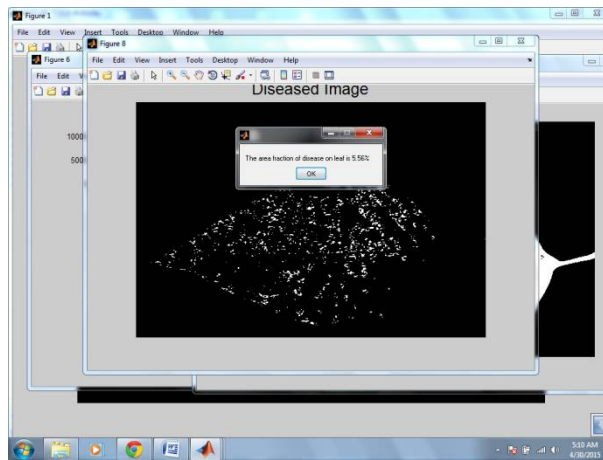 Figure 1
File Edit View Insert Tools Desktop Window Help
Figure 6
File Edit
Figure 8
File Edit View Insert Tools Desktop Window Help
Diseased Image
1000
500
The area fraction of disease on leaf is 5.56%
OK
5:10 AM
4/30/2015